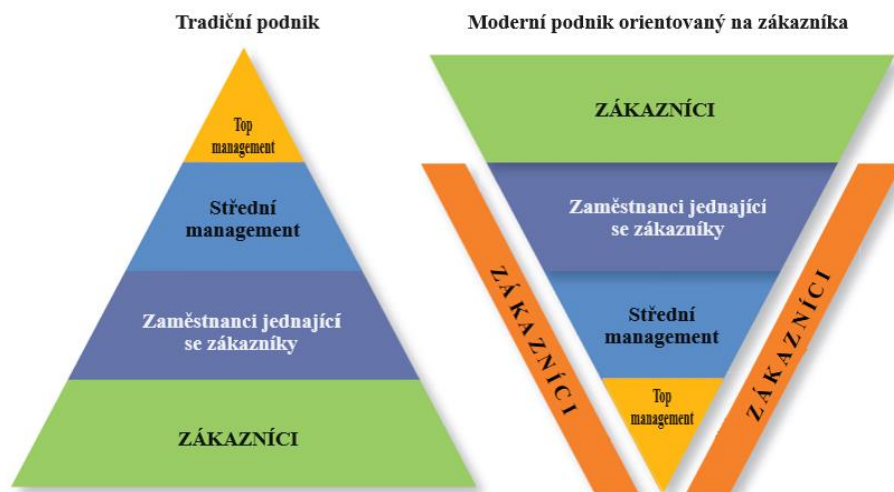 Tradiční podnik
Top
management
Střední
management
Zaměstnanci jednající
se zákazníky
ZÁKAZNÍCI
Moderní podnik orientovaný na zákazníka
ZÁKAZNÍCI
Zaměstnanci jednající
se zákazníky
Střední
management
Top
management
ZÁKAZNÍCI
ZÁKAZNÍCI